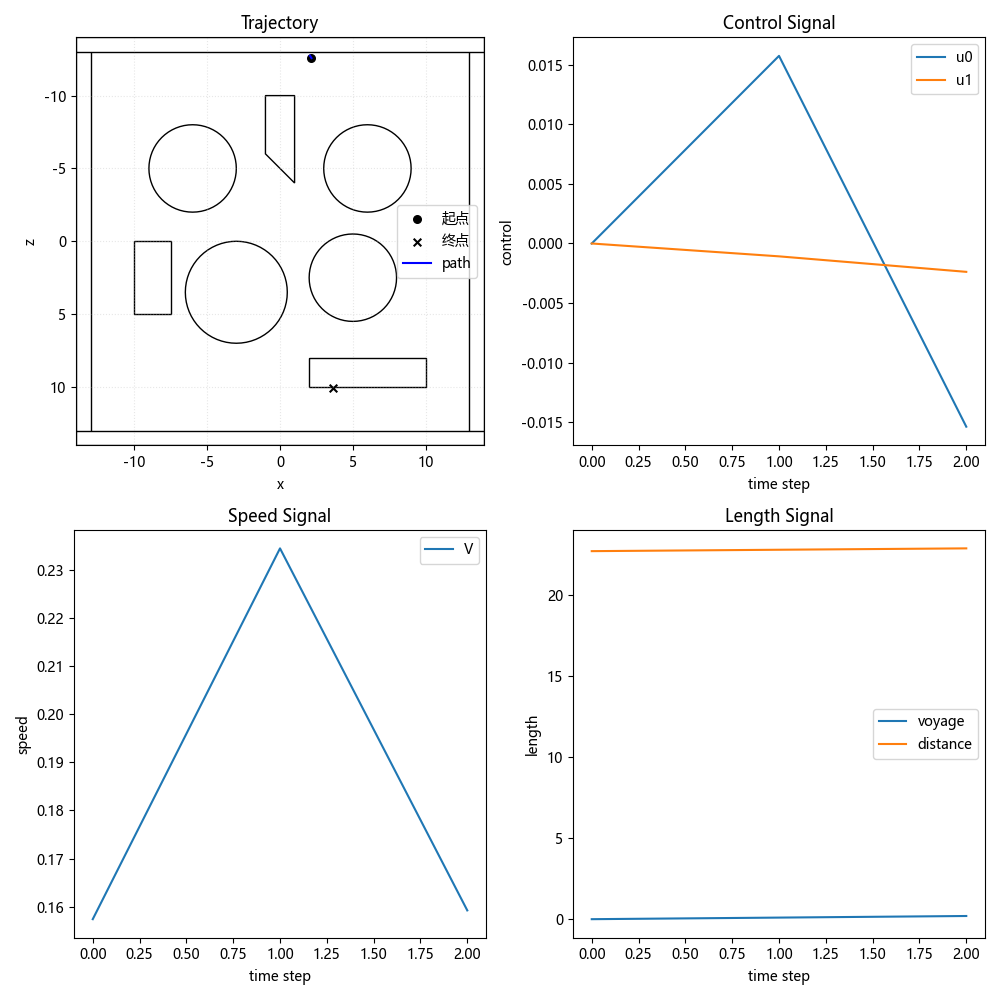 Trajectory
-10
-5
0
5
10
z
-10
-5
0
5
10
x
起点
终点
path
Control Signal
0.015
0.010
0.005
0.000
-0.005
-0.010
-0.015
control
0.00
0.25
0.50
0.75
1.00
1.25
1.50
1.75
2.00
time step
u0
u1
Speed Signal
0.23
0.22
0.21
0.20
0.19
0.18
0.17
0.16
speed
0.00
0.25
0.50
0.75
1.00
1.25
1.50
1.75
2.00
time step
V
Length Signal
20
15
10
5
0
length
0.00
0.25
0.50
0.75
1.00
1.25
1.50
1.75
2.00
time step
voyage
distance